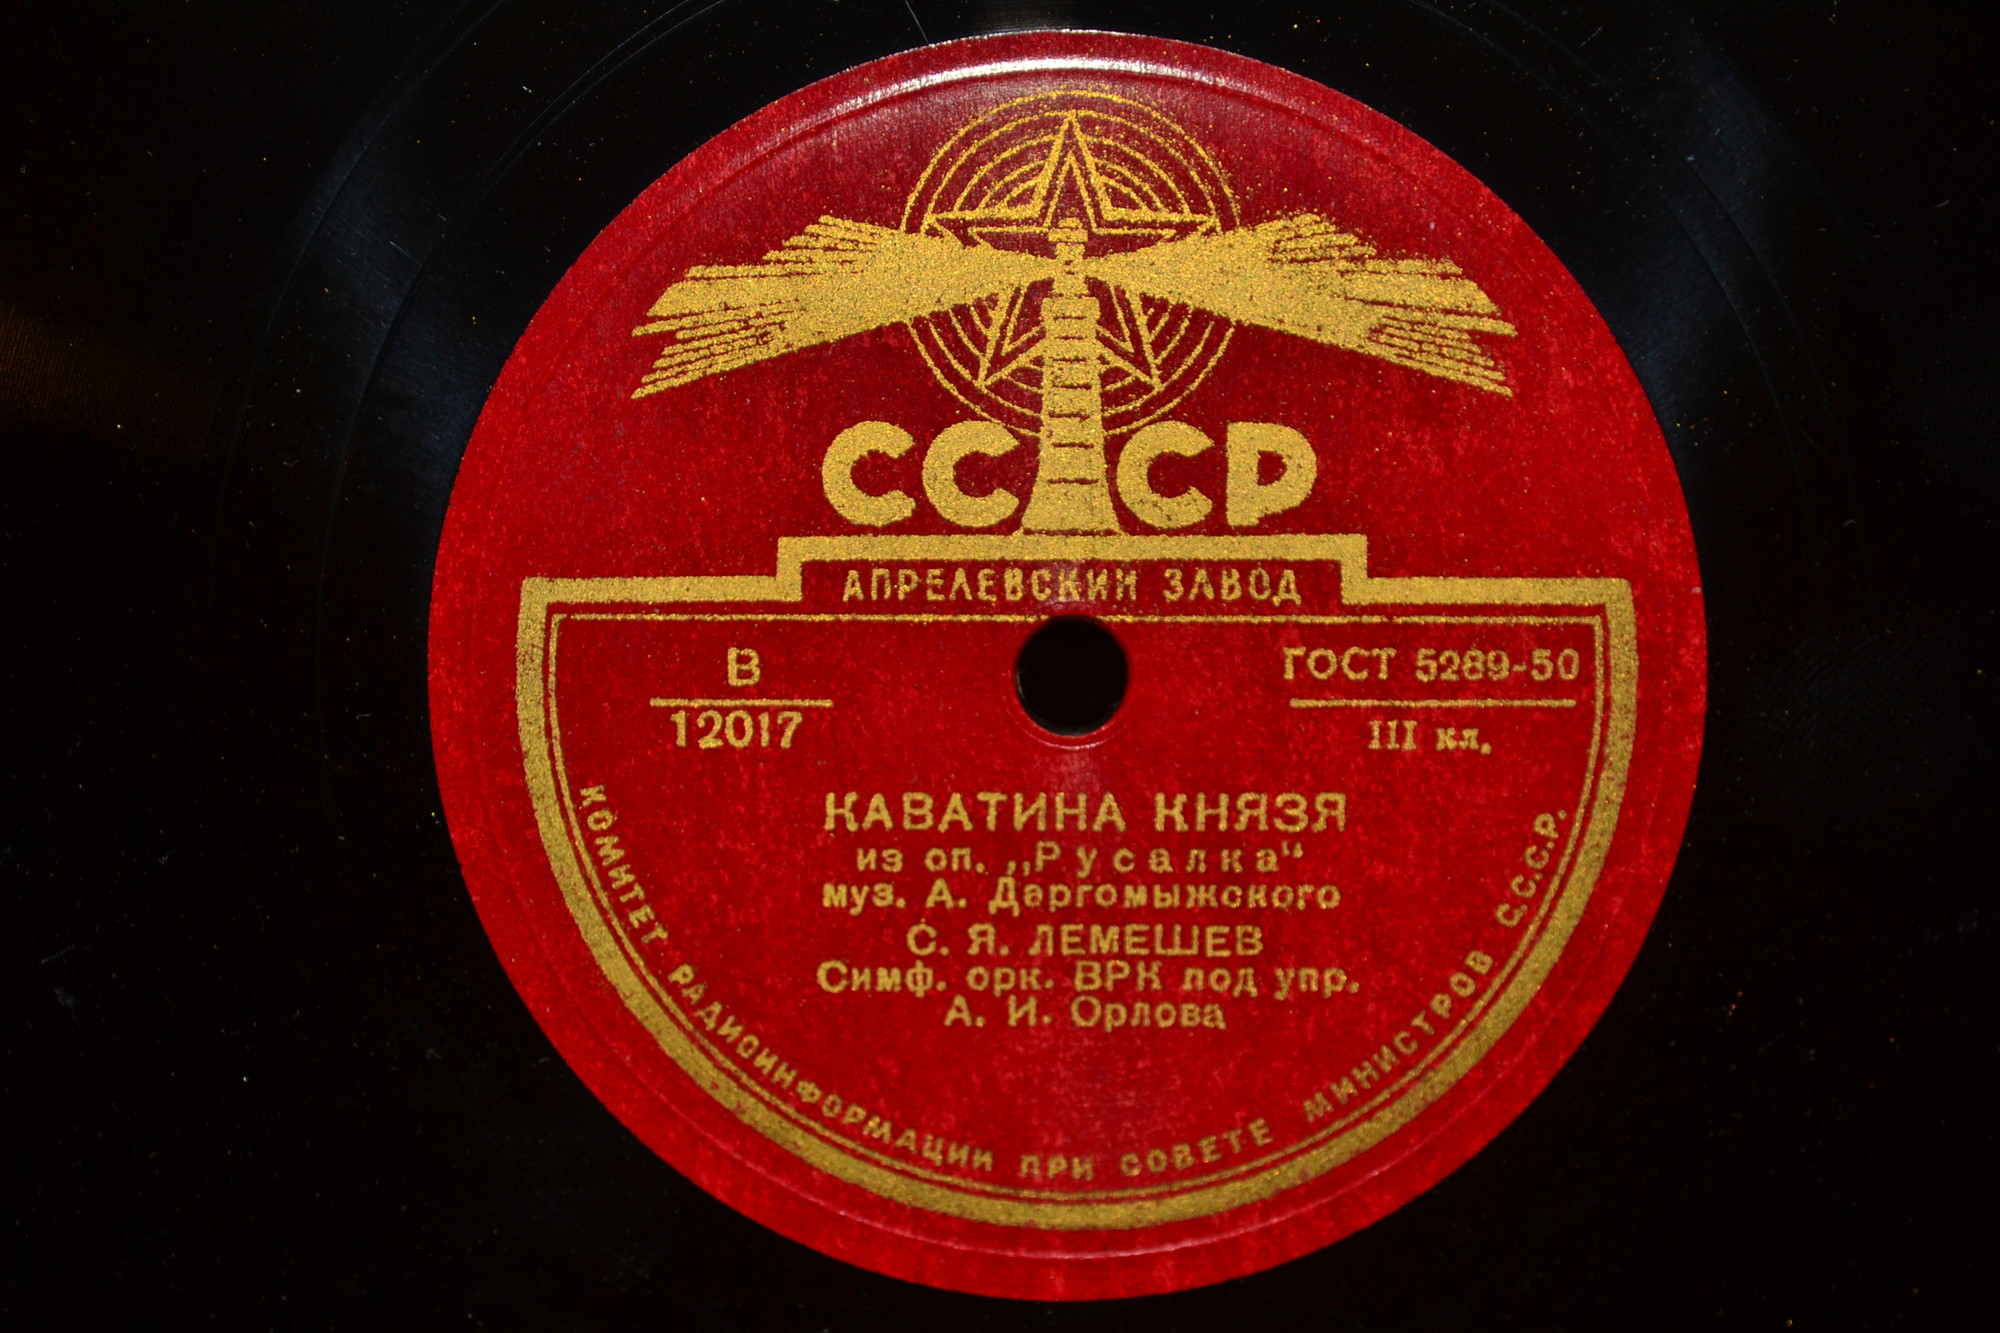 СССР
АПРЕЛЕВСКИЙ ЗАВОД
В
12017
ГОСТ 5289-50
III кл.
КАВАТИНА КНЯЗЯ
из оп. „Русалка“
муз. А. Даргомыжского
С. Я. ЛЕМЕШЕВ
Симф. орк. ВРК под упр.
А. И. Орлова
КОМИТЕТ РАДИОИНФОРМАЦИИ ПРИ СОВЕТЕ МИНИСТРОВ С.С.С.Р.